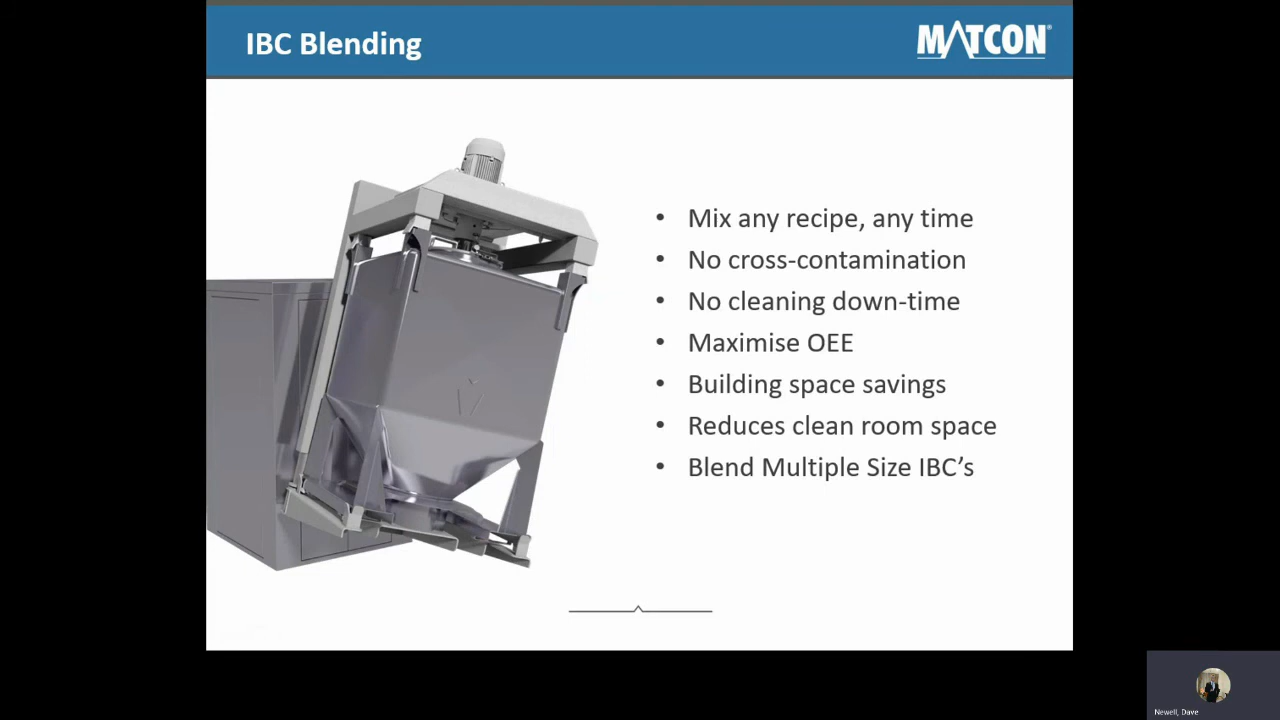 IBC Blending
MATCON®
• Mix any recipe, any time
• No cross-contamination
• No cleaning down-time
• Maximise OEE
• Building space savings
• Reduces clean room space
• Blend Multiple Size IBC’s
Newell, Dave